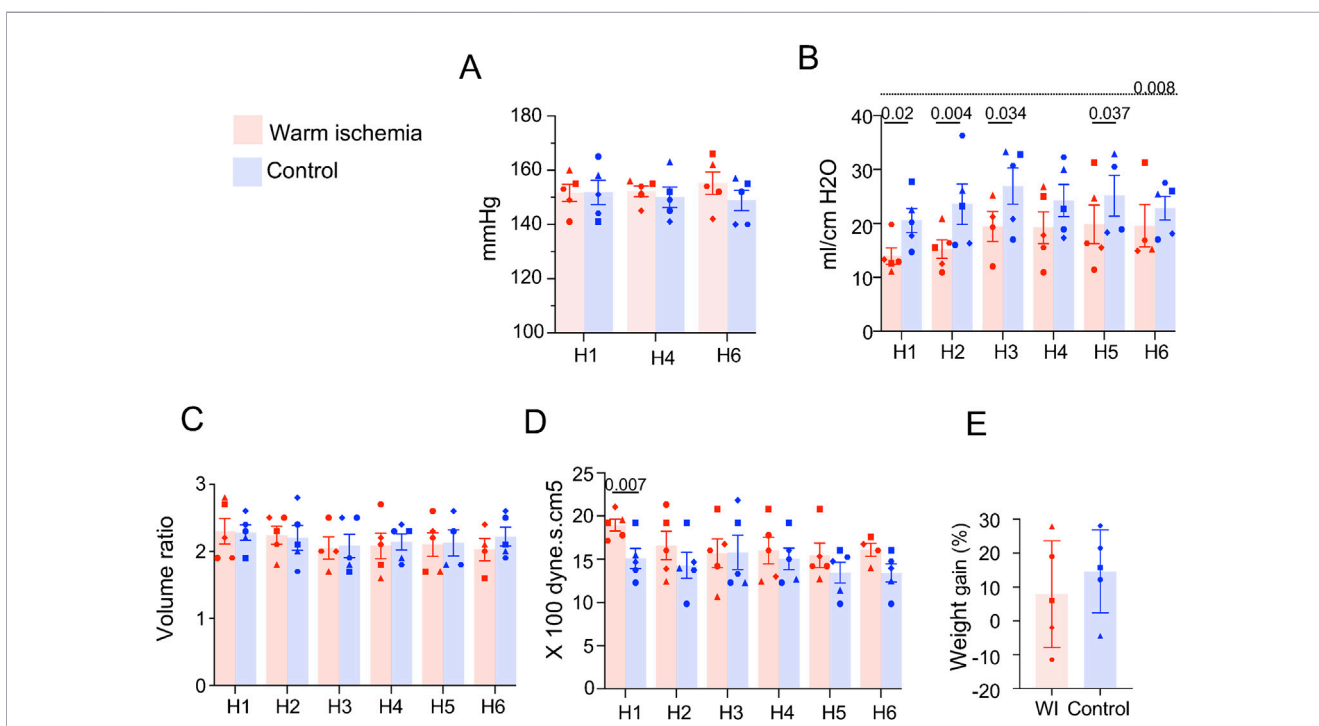 A
B
Warm ischemia
Control
mmHg
180
160
140
120
100
H1 H4 H6
ml/cm H2O
40
30
20
10
0
0.008
0.02 0.004 0.034 0.037
H1 H2 H3 H4 H5 H6
C
D
E
Volume ratio
3
2
1
0
H1 H2 H3 H4 H5 H6
X 100 dyne.s.cm5
25
20
15
10
5
0
0.007
H1 H2 H3 H4 H5 H6
Weight gain (%)
30
20
10
0
-10
-20
WI Control